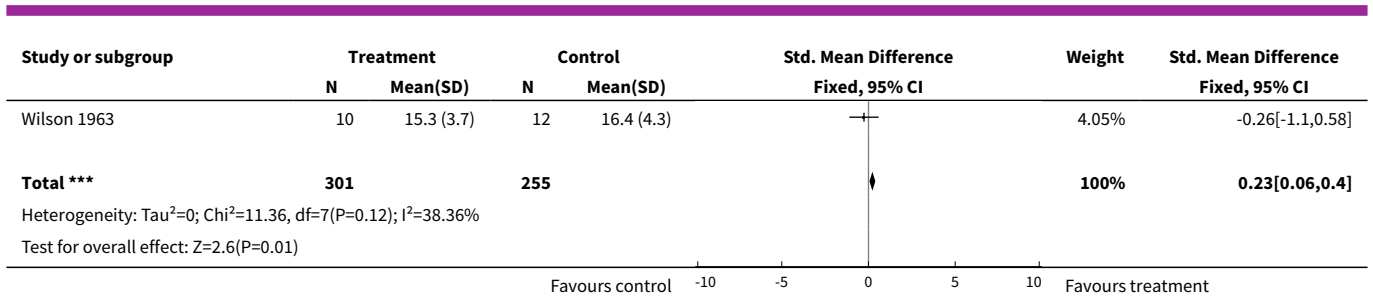 Study or subgroup Treatment Control Std. Mean Difference Weight Std. Mean Difference
N Mean(SD) N Mean(SD) Fixed, 95% CI Fixed, 95% CI
Wilson 1963 10 15.3 (3.7) 12 16.4 (4.3) 4.05% -0.26[-1.1,0.58]
Total *** 301 255 100% 0.23[0.06,0.4]
Heterogeneity: Tau²=0; Chi²=11.36, df=7(P=0.12); I²=38.36%
Test for overall effect: Z=2.6(P=0.01)
Favours control -10 -5 0 5 10 Favours treatment